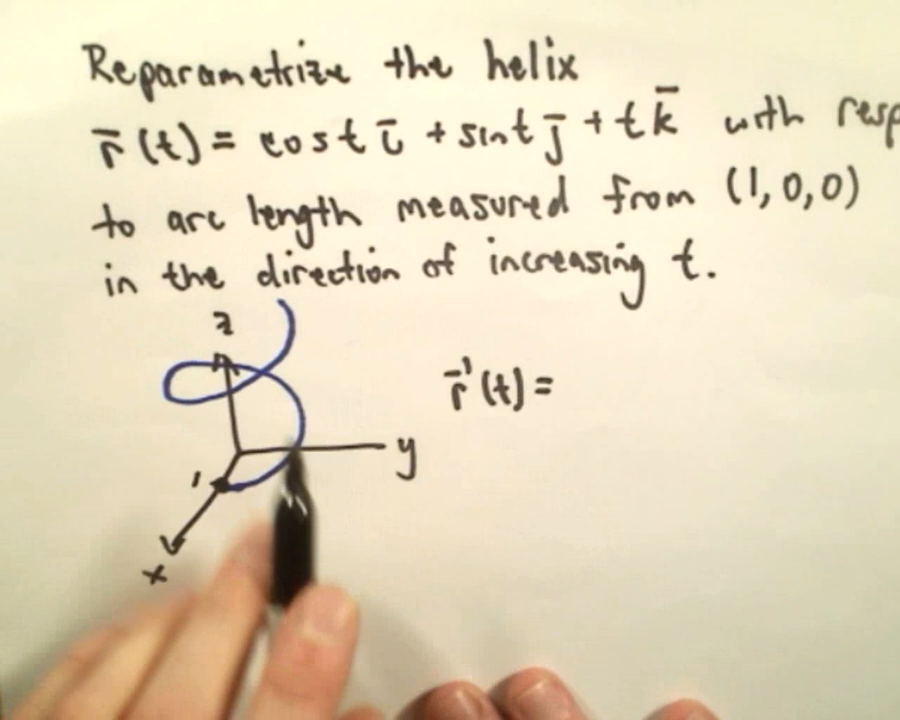 Reparametrize the helix
r̄(t) = cos t ī + sin t j̄ + t k̄ with resp
to arc length measured from (1,0,0)
in the direction of increasing t.
z
r̄'(t) =
y
1
x